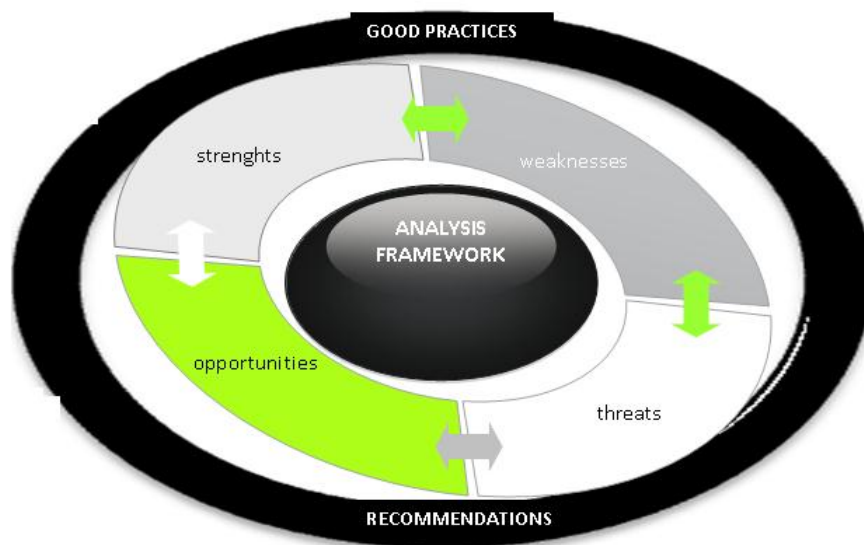 GOOD PRACTICES
strenghts
weaknesses
ANALYSIS
FRAMEWORK
opportunities
threats
RECOMMENDATIONS